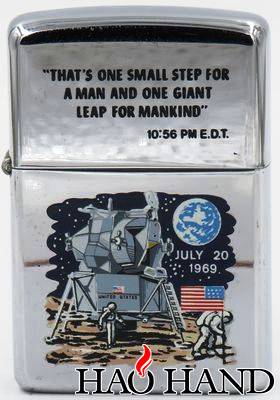 "THAT'S ONE SMALL STEP FOR
A MAN AND ONE GIANT
LEAP FOR MANKIND"
10:56 PM E.D.T.
JULY 20
1969
UNITED STATES
HAO HAND